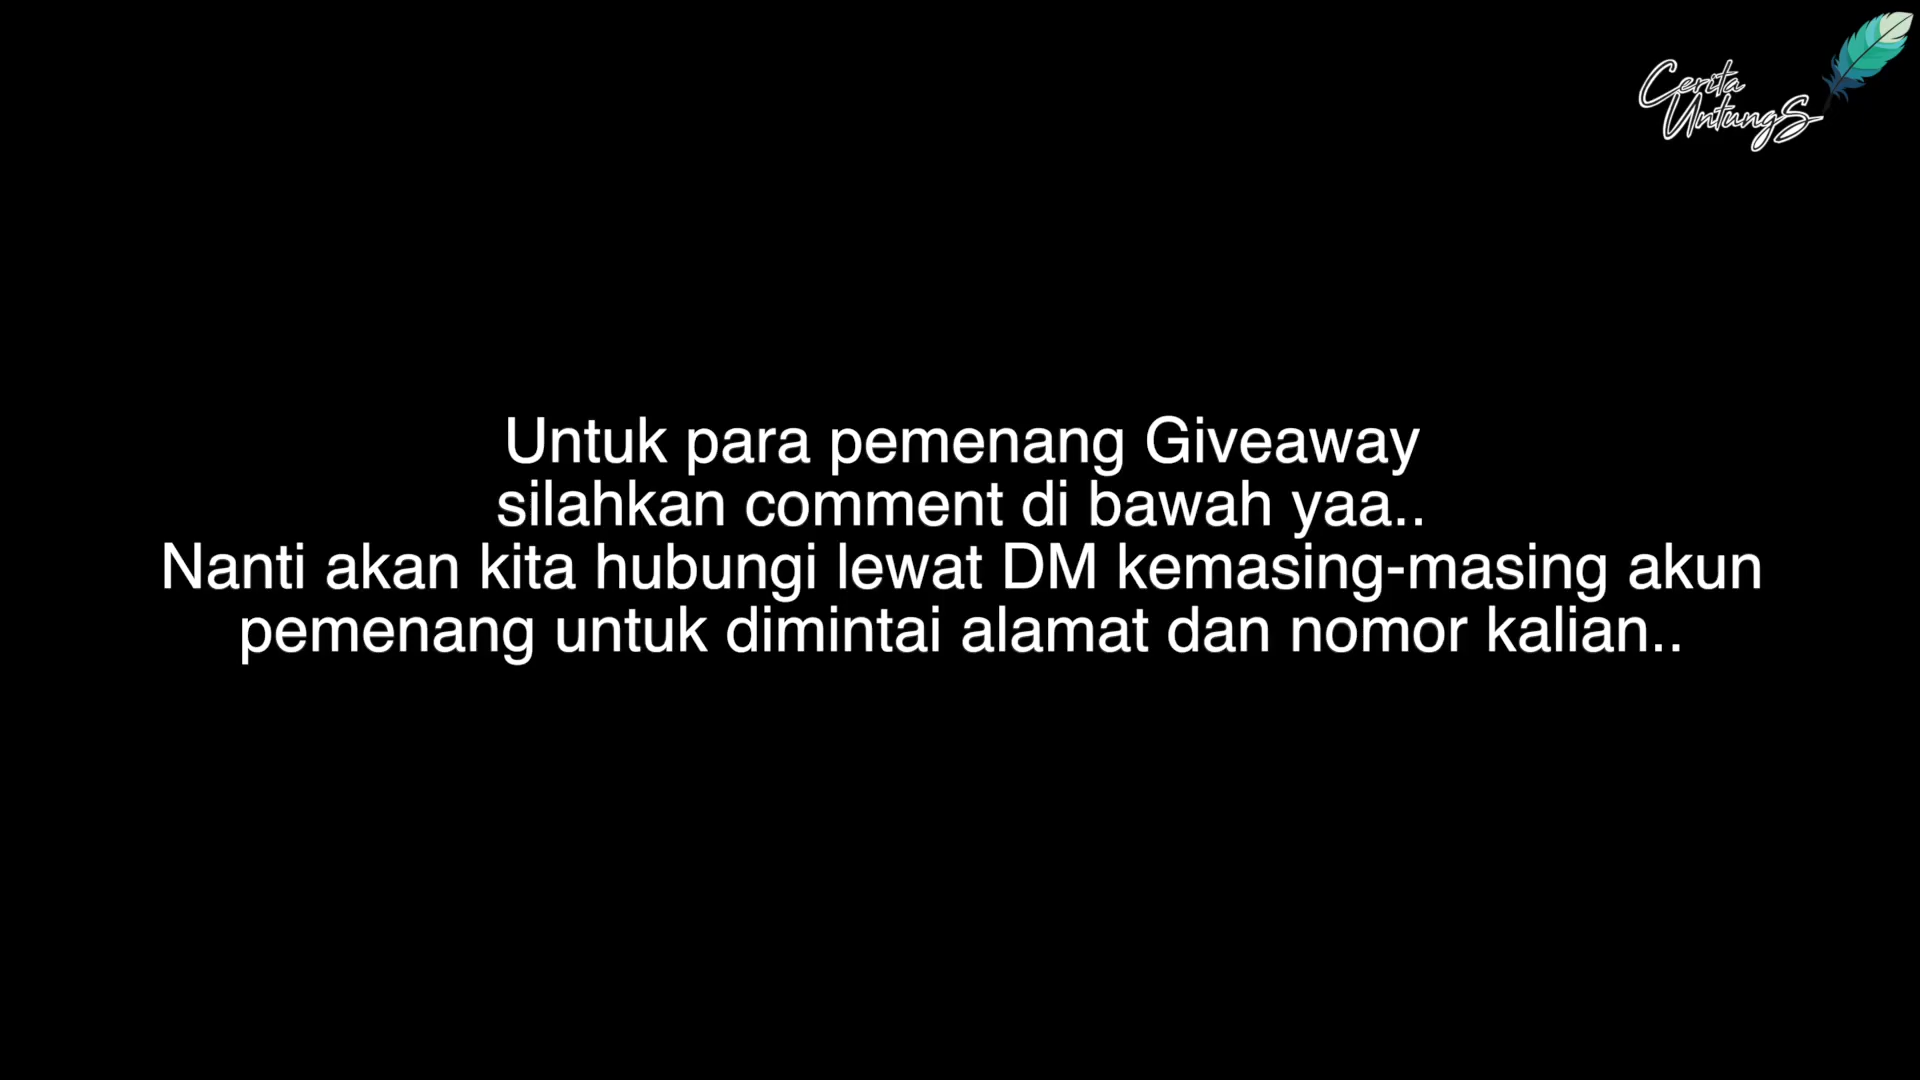 Cerita
UntungS
Untuk para pemenang Giveaway
silahkan comment di bawah yaa..
Nanti akan kita hubungi lewat DM kemasing-masing akun
pemenang untuk dimintai alamat dan nomor kalian..